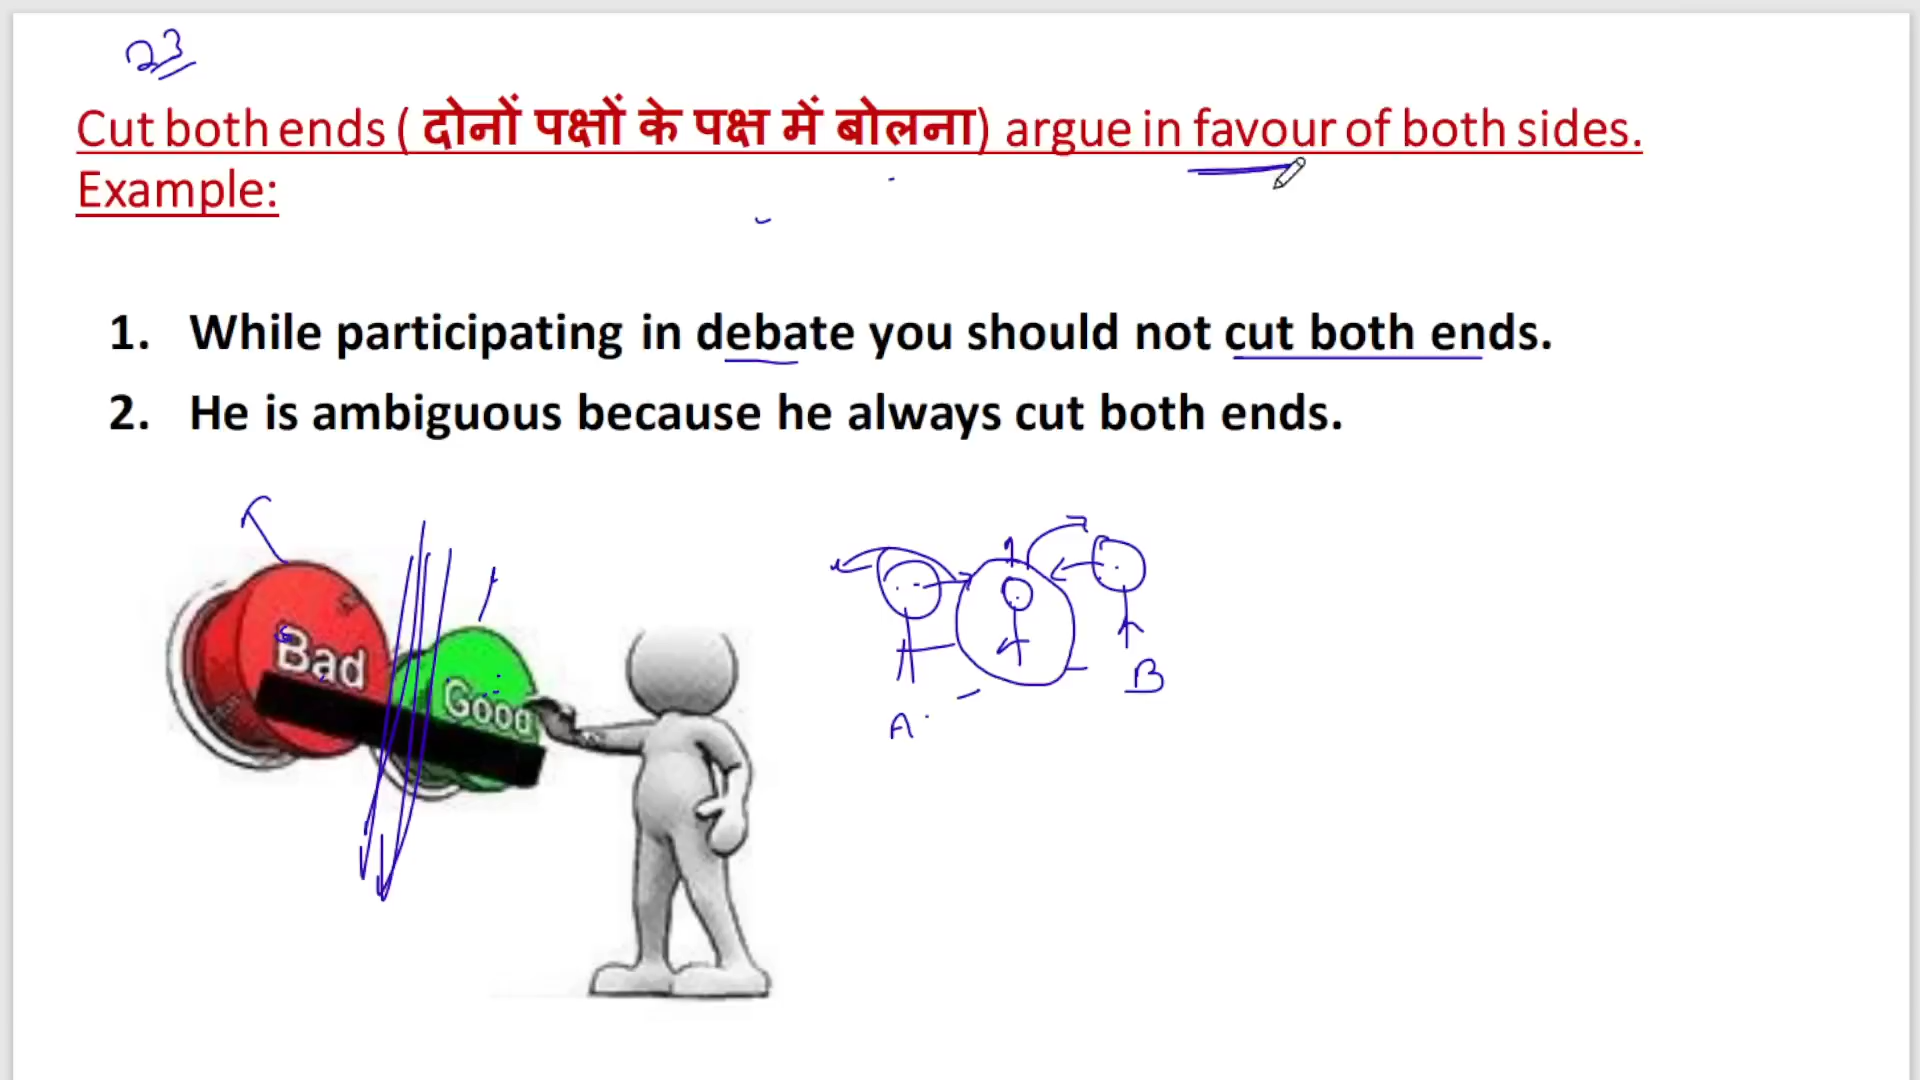 23
Cut both ends ( दोनों पक्षों के पक्ष में बोलना) argue in favour of both sides.
Example:
1. While participating in debate you should not cut both ends.
2. He is ambiguous because he always cut both ends.
Bad
Good
A
B